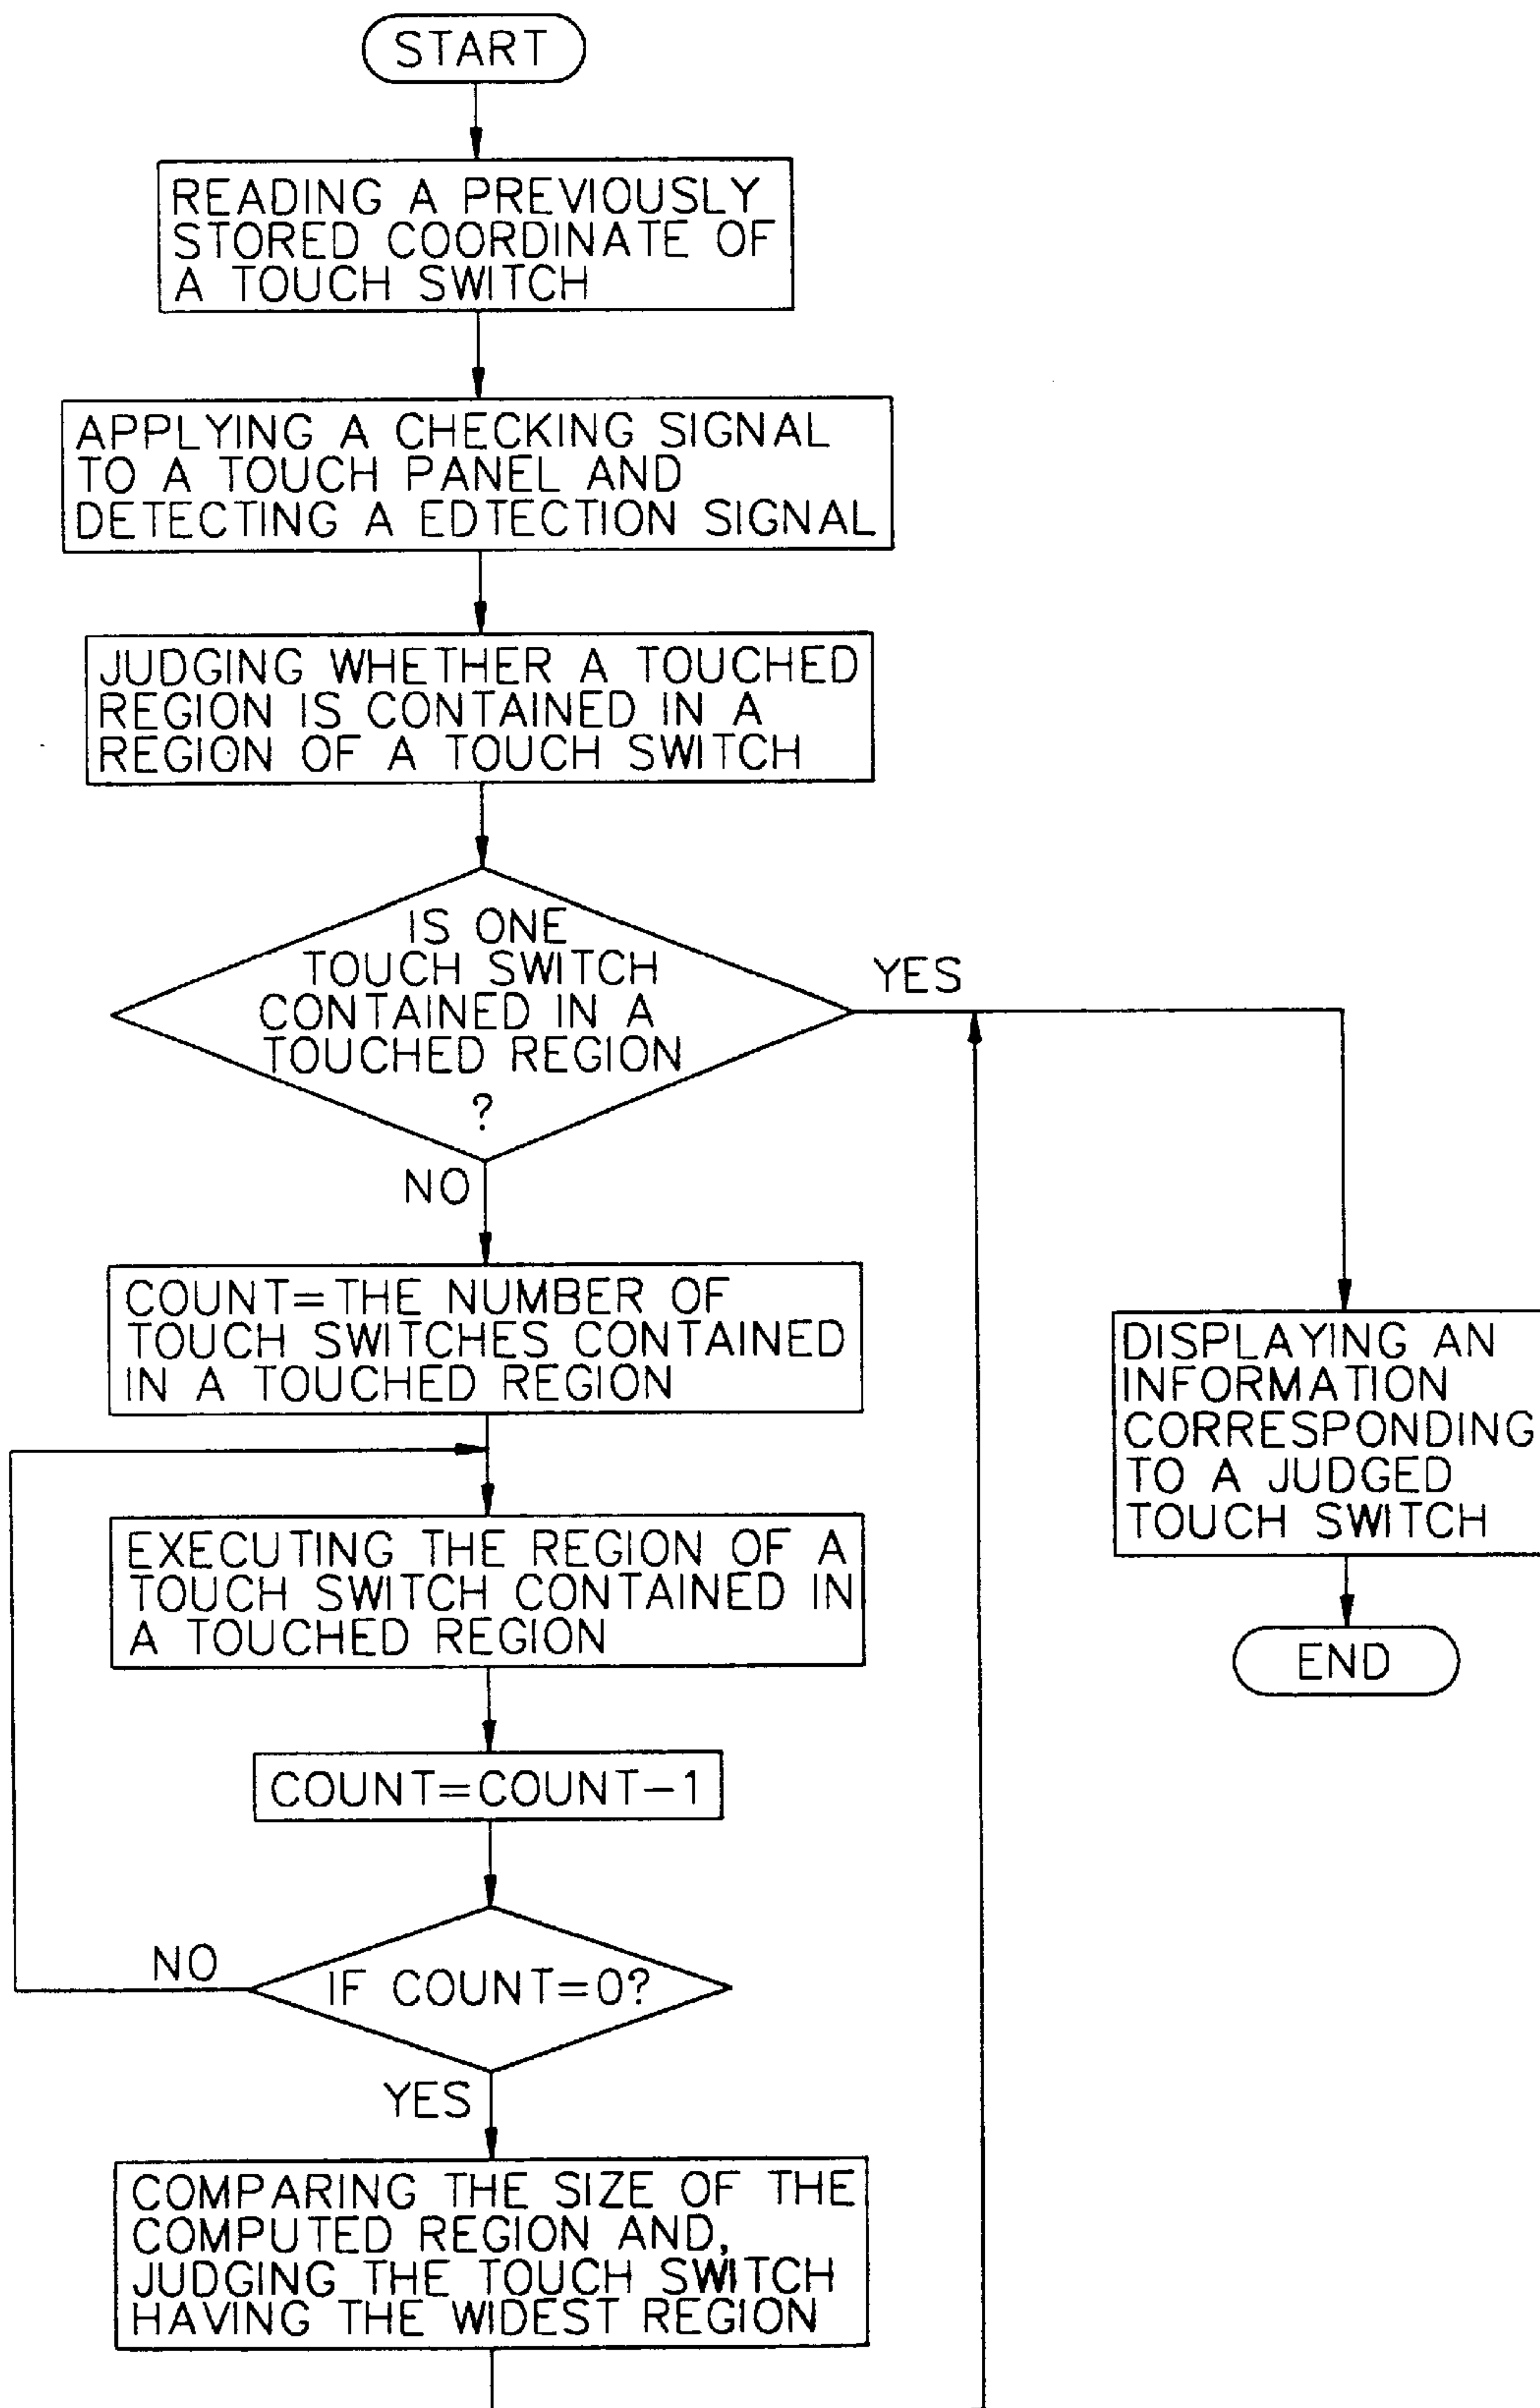 START
READING A PREVIOUSLY
STORED COORDINATE OF
A TOUCH SWITCH
APPLYING A CHECKING SIGNAL
TO A TOUCH PANEL AND
DETECTING A EDTECTION SIGNAL
JUDGING WHETHER A TOUCHED
REGION IS CONTAINED IN A
REGION OF A TOUCH SWITCH
IS ONE
TOUCH SWITCH
CONTAINED IN A
TOUCHED REGION
?
YES
NO
COUNT=THE NUMBER OF
TOUCH SWITCHES CONTAINED
IN A TOUCHED REGION
EXECUTING THE REGION OF A
TOUCH SWITCH CONTAINED IN
A TOUCHED REGION
COUNT=COUNT-1
IF COUNT=0?
NO
YES
COMPARING THE SIZE OF THE
COMPUTED REGION AND,
JUDGING THE TOUCH SWITCH
HAVING THE WIDEST REGION
DISPLAYING AN
INFORMATION
CORRESPONDING
TO A JUDGED
TOUCH SWITCH
END